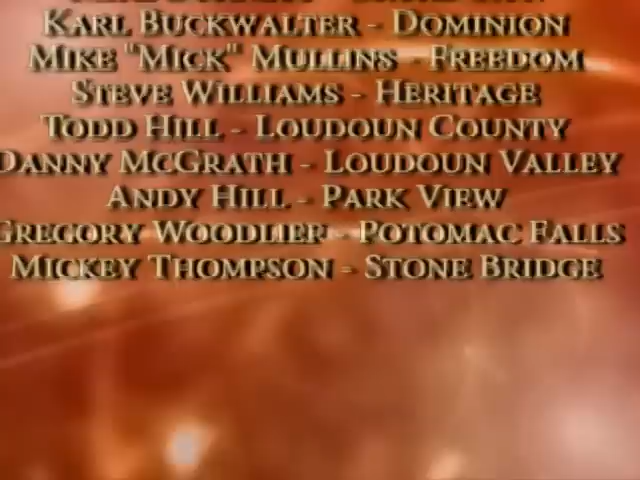 Karl Buckwalter - Dominion
Mike "Mick" Mullins - Freedom
Steve Williams - Heritage
Todd Hill - Loudoun County
Danny McGrath - Loudoun Valley
Andy Hill - Park View
Gregory Woodlief - Potomac Falls
Mickey Thompson - Stone Bridge